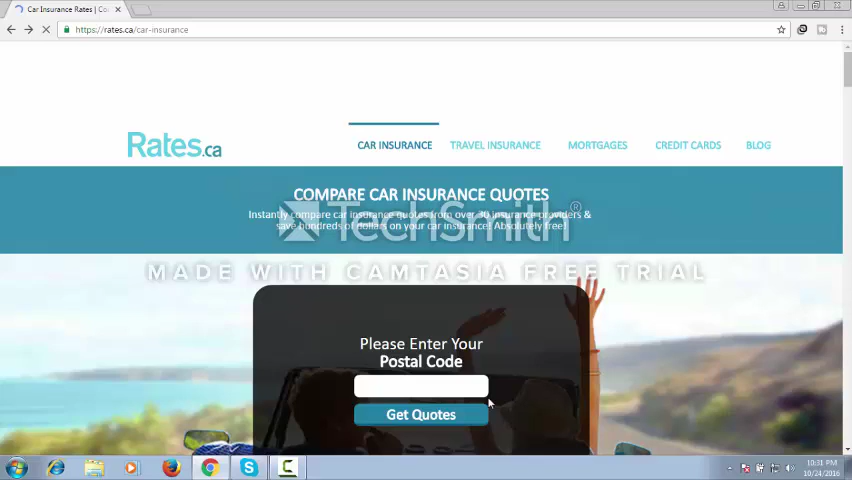 Car Insurance Rates | Co
https://rates.ca/car-insurance
Rates.ca
CAR INSURANCE
TRAVEL INSURANCE
MORTGAGES
CREDIT CARDS
BLOG
COMPARE CAR INSURANCE QUOTES
Instantly compare car insurance quotes from over 30 insurance providers &
save hundreds of dollars on your car insurance! Absolutely free!
TechSmith®
MADE WITH CAMTASIA FREE TRIAL
Please Enter Your
Postal Code
Get Quotes
10:31 PM
10/24/2016